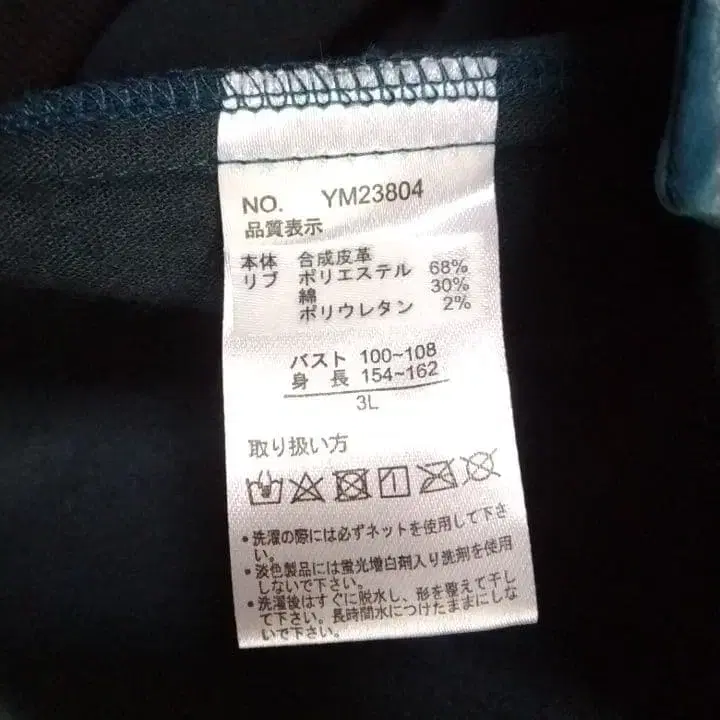 NO. YM23804
品質表示
本体 合成皮革
リブ ポリエステル 68%
綿 30%
ポリウレタン 2%
バスト 100~108
身 長 154~162
3L
取り扱い方
•洗濯の際には必ずネットを使用して下さ
い。
•淡色製品には蛍光増白剤入り洗剤を使用
しないで下さい。
•洗濯後はすぐに脱水し、形を整えて干し
て下さい。長時間水につけたままにしな
いで下さい。